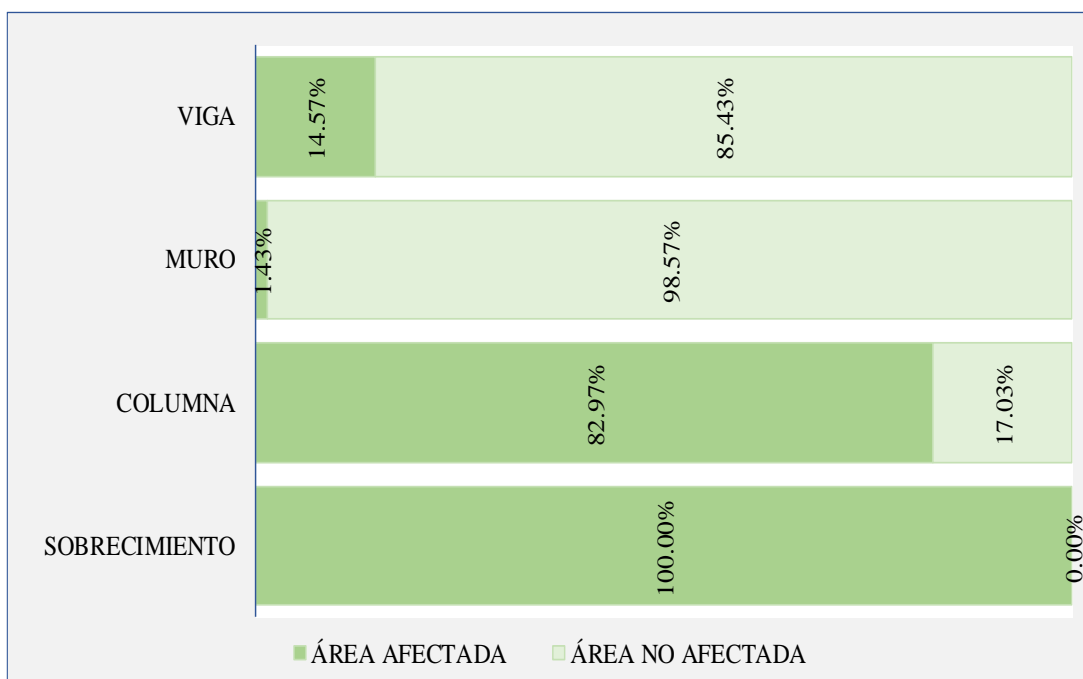 VIGA
14.57%
85.43%
MURO
1.43%
98.57%
COLUMNA
82.97%
17.03%
SOBRECIMIENTO
100.00%
0.00%
ÁREA AFECTADA
ÁREA NO AFECTADA